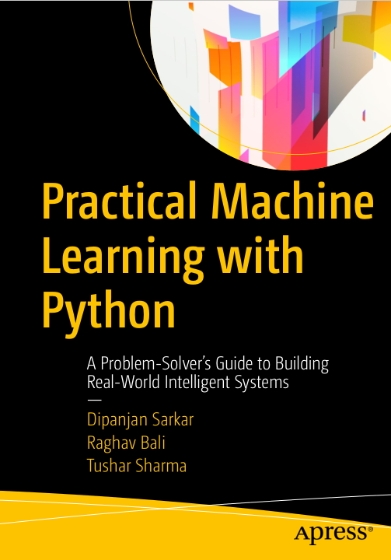 Practical Machine
Learning with
Python
A Problem-Solver's Guide to Building
Real-World Intelligent Systems
—
Dipanjan Sarkar
Raghav Bali
Tushar Sharma
Apress®